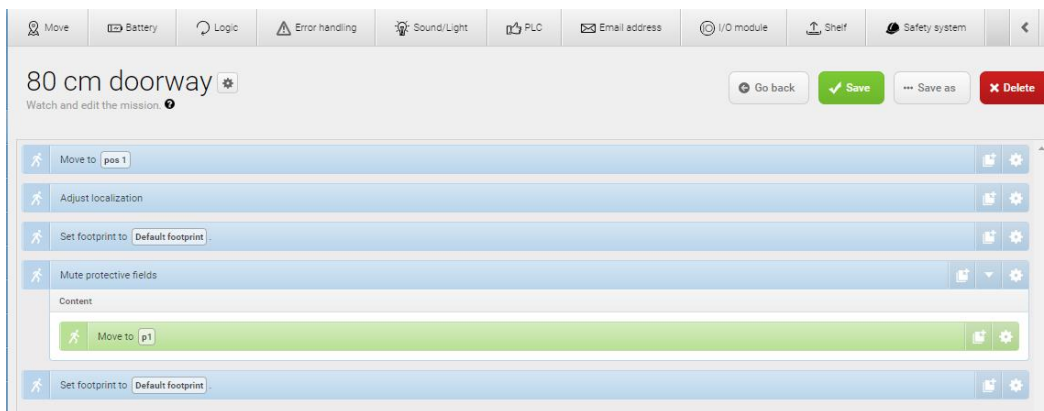 Move Battery Logic Error handling Sound/Light PLC Email address I/O module Shelf Safety system
80 cm doorway
Go back Save Save as Delete
Watch and edit the mission.
Move to pos 1
Adjust localization
Set footprint to Default footprint .
Mute protective fields
Content
Move to p1
Set footprint to Default footprint .